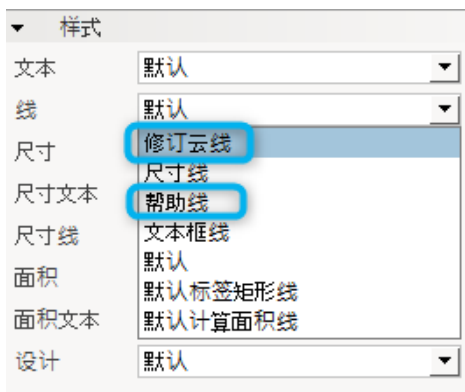 样式
文本 默认
线 默认
修订云线
尺寸 尺寸线
帮助线
尺寸文本
文本框线
尺寸线
默认
面积
默认标签矩形线
面积文本 默认计算面积线
设计 默认